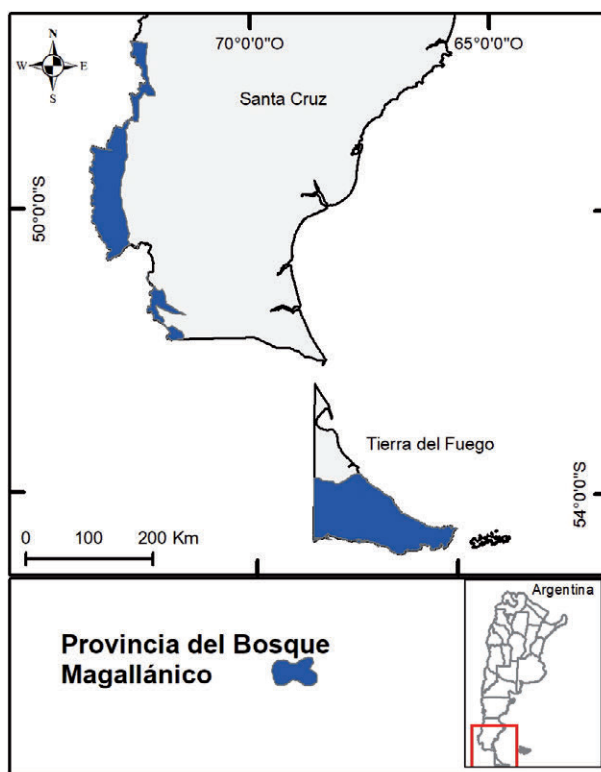 N
W E
S
70°0'0"O 65°0'0"O
Santa Cruz
50°0'0"S
Tierra del Fuego
54°0'0"S
0 100 200 Km
Provincia del Bosque
Magallánico
Argentina